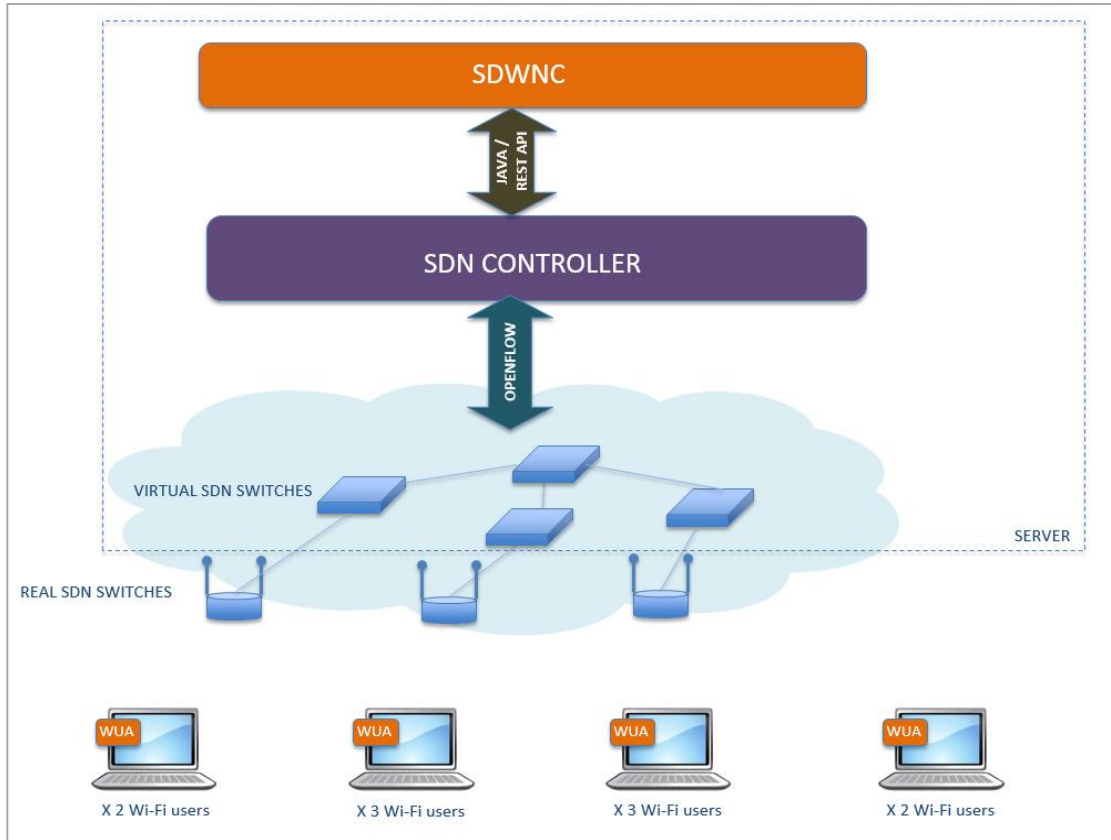 SDWNC
JAVA /
REST API
SDN CONTROLLER
OPENFLOW
VIRTUAL SDN SWITCHES
SERVER
REAL SDN SWITCHES
WUA
WUA
WUA
WUA
X 2 Wi-Fi users
X 3 Wi-Fi users
X 3 Wi-Fi users
X 2 Wi-Fi users